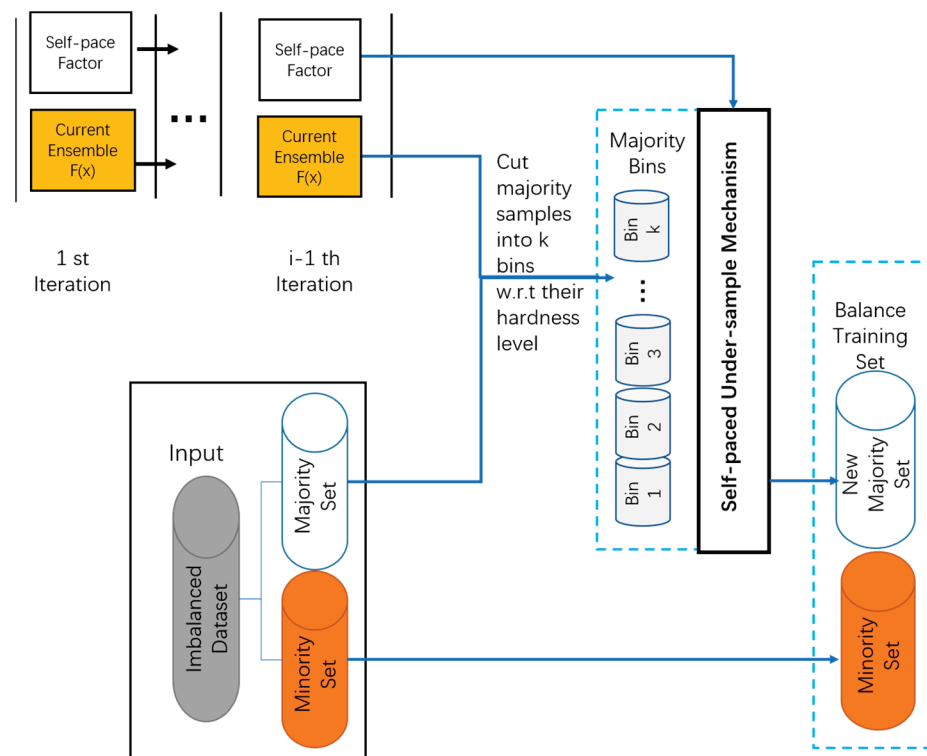 Self-pace
Factor
Current
Ensemble
F(x)
...
Self-pace
Factor
Current
Ensemble
F(x)
1 st
Iteration
i-1 th
Iteration
Cut
majority
samples
into k
bins
w.r.t their
hardness
level
Majority
Bins
Bin k
...
Bin 3
Bin 2
Bin 1
Self-paced Under-sample Mechanism
Balance
Training
Set
New
Majority
Set
Minority
Set
Input
Imbalanced
Dataset
Majority
Set
Minority
Set